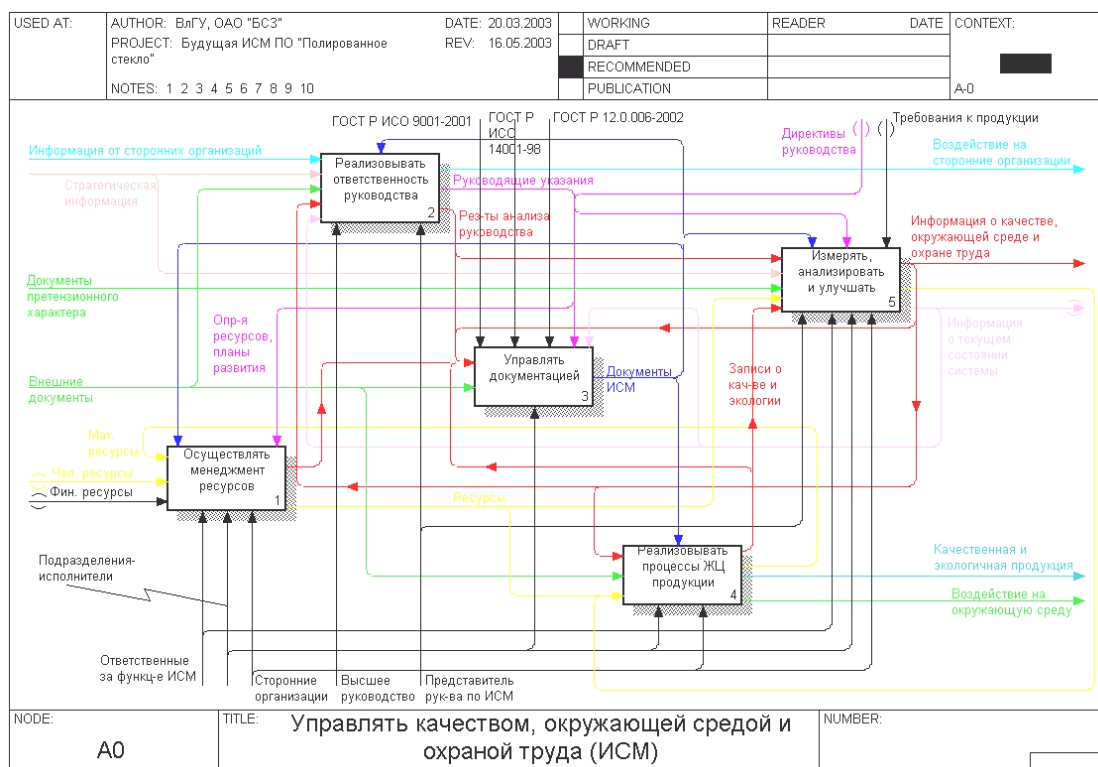 USED AT:
AUTHOR: ВлГУ, ОАО "БСЗ"
DATE: 20.03.2003
PROJECT: Будущая ИСМ ПО "Полированное
стекло"
REV: 16.05.2003
NOTES: 1 2 3 4 5 6 7 8 9 10
WORKING
DRAFT
RECOMMENDED
PUBLICATION
READER
DATE
CONTEXT:
A-0
ГОСТ Р ИСО 9001-2001
ГОСТ Р
ИСО
14001-98
ГОСТ Р 12.0.006-2002
Директивы
руководства
Требования к продукции
Информация от сторонних организаций
Стратегическая
информация
Реализовывать
ответственность
руководства
2
Руководящие указания
Рез-ты анализа
руководства
Воздействие на
сторонние организации
Информация о качестве,
окружающей среде и
охране труда
Измерять,
анализировать
и улучшать
5
Документы
претензионного
характера
Опр-я
ресурсов,
планы
развития
Информация
о текущем
состоянии
системы
Управлять
документацией
3
Документы
ИСМ
Записи о
кач-ве и
экологии
Внешние
документы
Мат.
ресурсы
Чел. ресурсы
Фин. ресурсы
Осуществлять
менеджмент
ресурсов
1
Ресурсы
Реализовывать
процессы ЖЦ
продукции
4
Качественная и
экологичная продукция
Воздействие на
окружающую среду
Подразделения-
исполнители
Ответственные
за функц-е ИСМ
Сторонние
организации
Высшее
руководство
Представитель
рук-ва по ИСМ
NODE:
A0
TITLE:
Управлять качеством, окружающей средой и
охраной труда (ИСМ)
NUMBER: